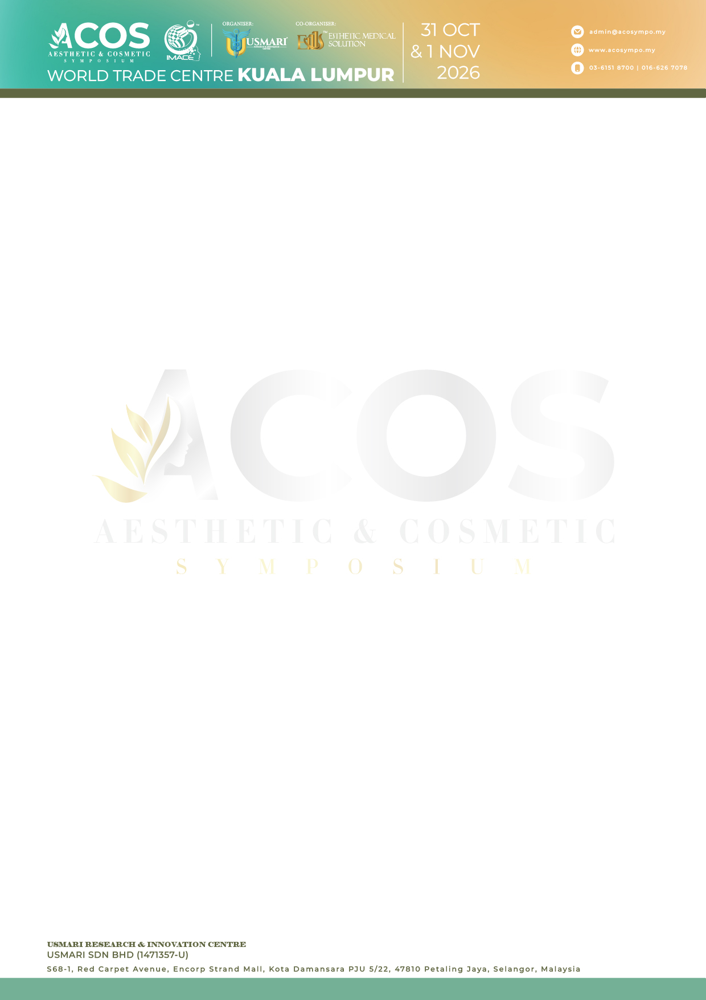 ACOS
AESTHETIC & COSMETIC
SYMPOSIUM
IMACE
TM
ORGANISER:
USMARI
CO-ORGANISER:
TM
ESTHETIC MEDICAL
SOLUTION
WORLD TRADE CENTRE KUALA LUMPUR
31 OCT
& 1 NOV
2026
admin@acosympo.my
www.acosympo.my
03-6151 8700 | 016-626 7078
ACOS
AESTHETIC & COSMETIC
SYMPOSIUM
USMARI RESEARCH & INNOVATION CENTRE
USMARI SDN BHD (1471357-U)
S68-1, Red Carpet Avenue, Encorp Strand Mall, Kota Damansara PJU 5/22, 47810 Petaling Jaya, Selangor, Malaysia